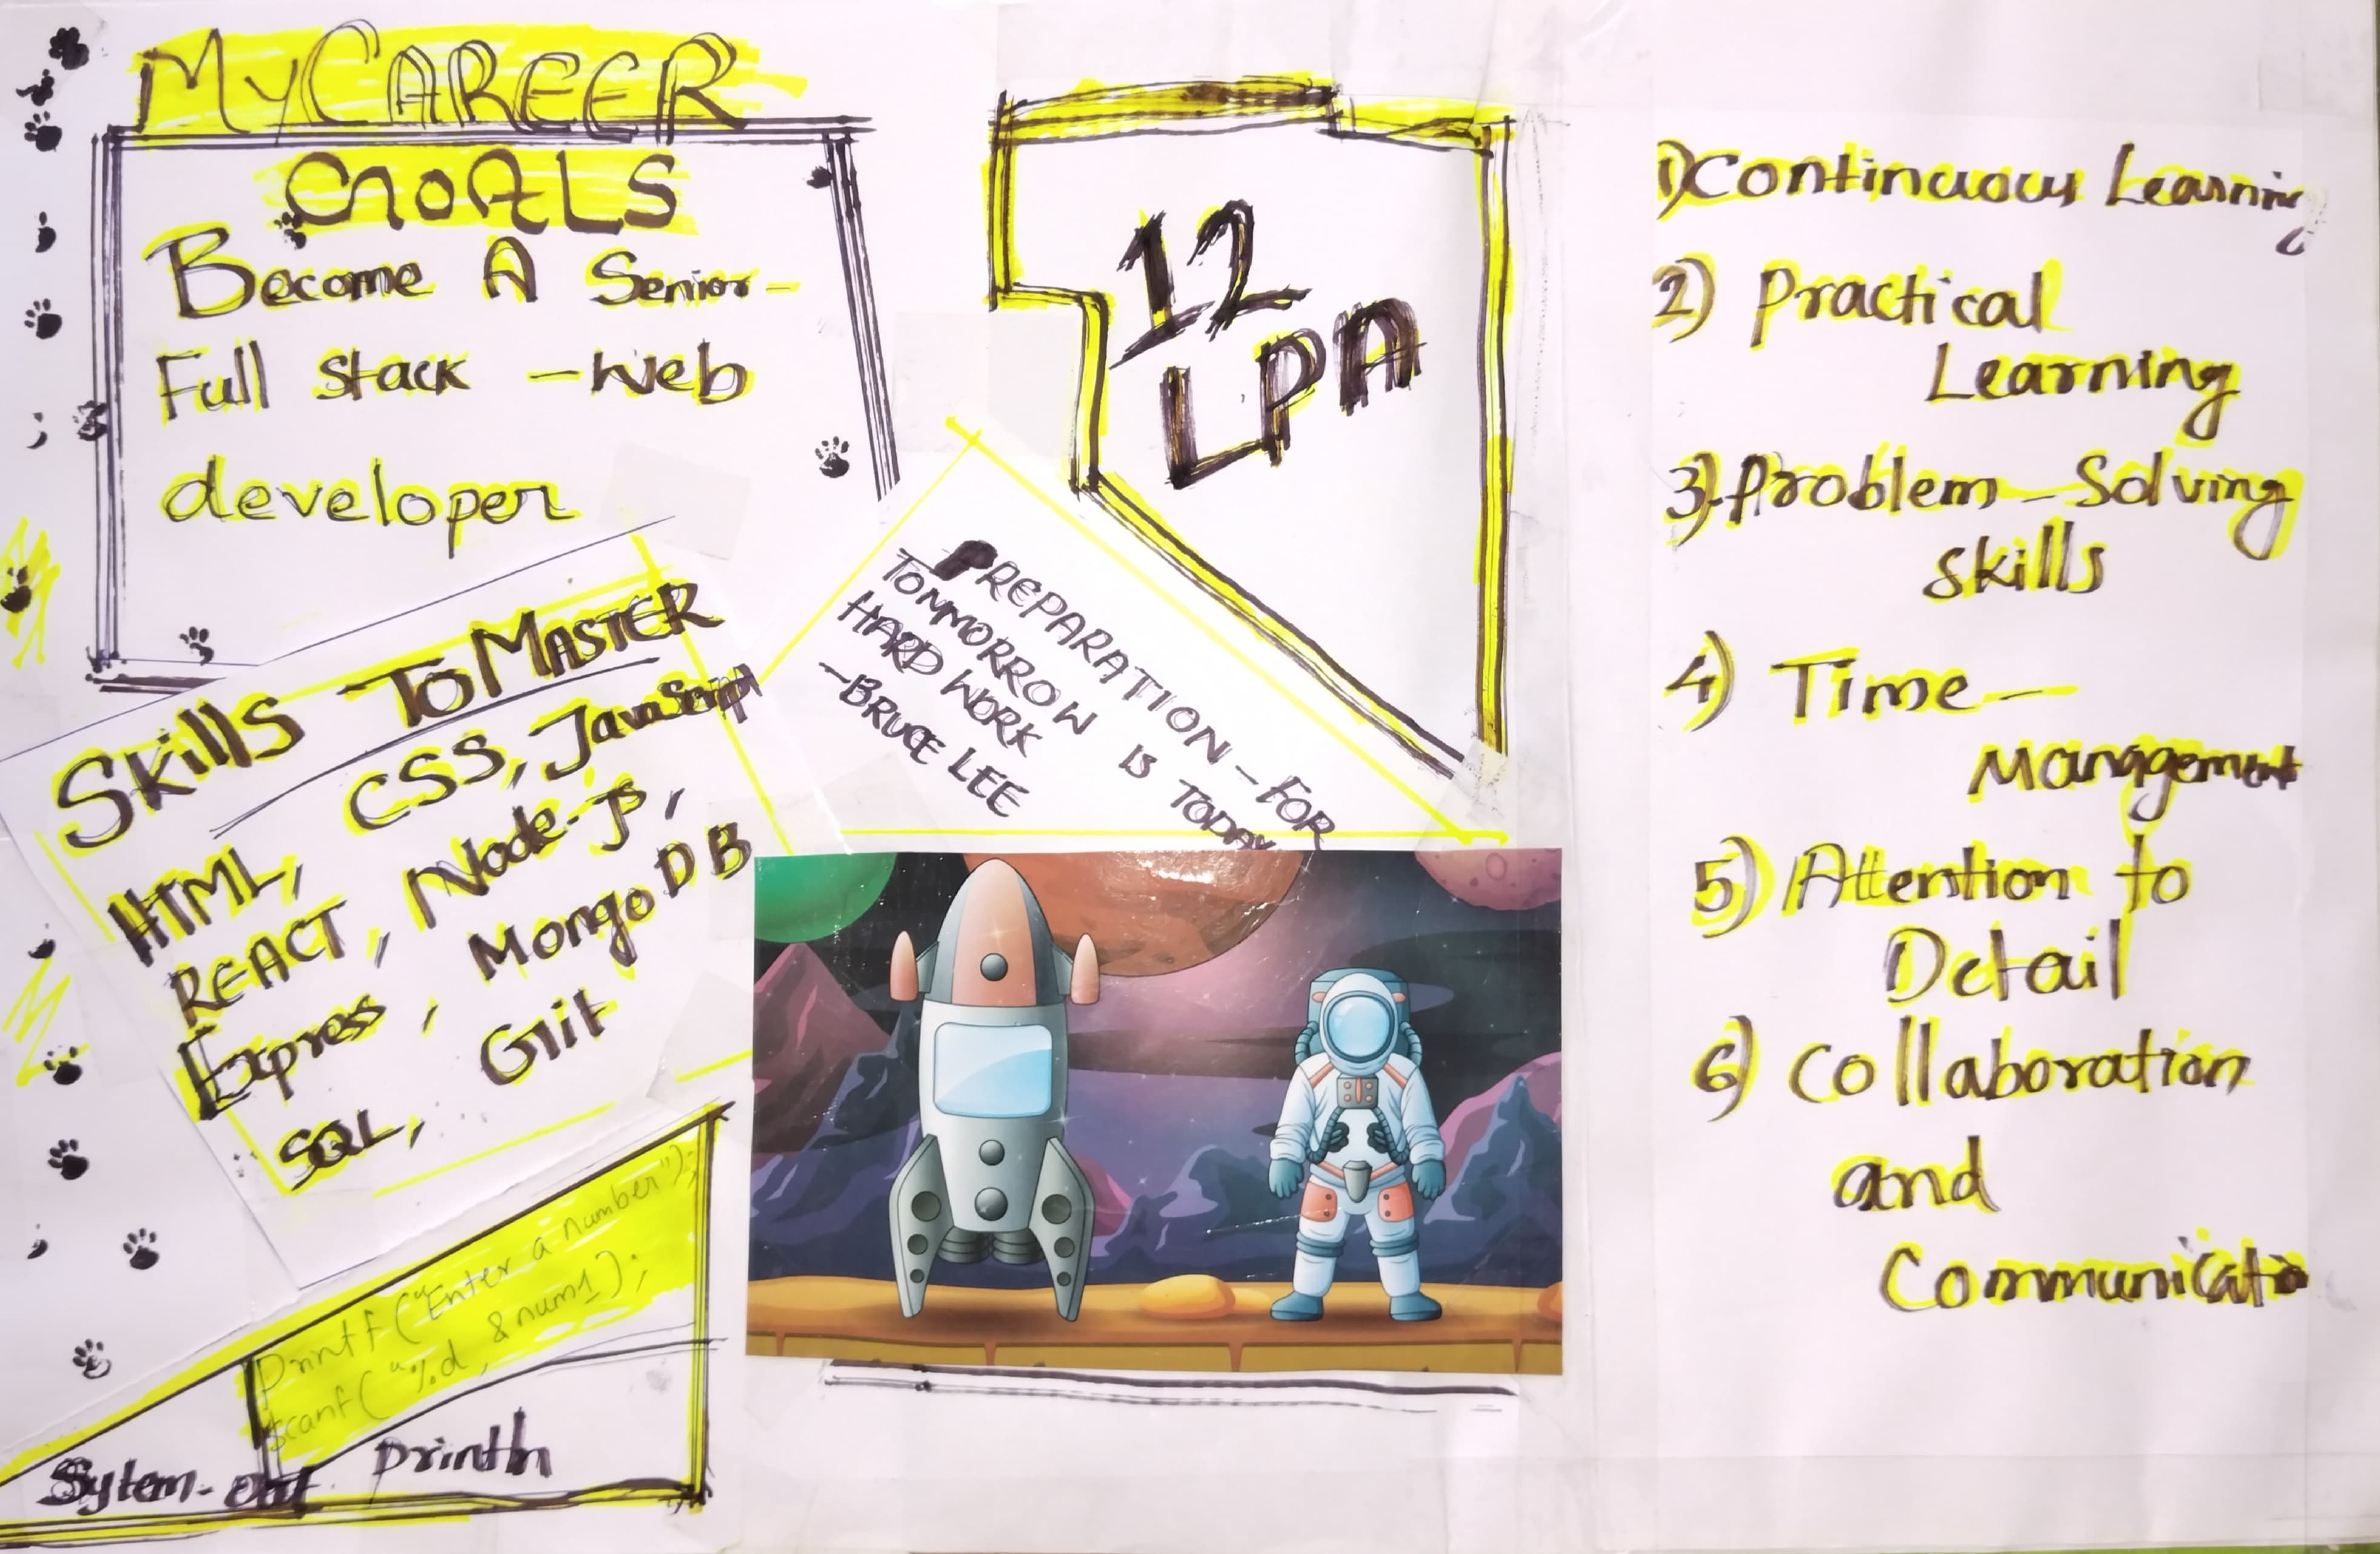 MY CAREER
GOALS
Become A Senior-
Full stack - Web
developer
12
LPA
PREPARATION - FOR
TOMMORROW IS TODAY
HARD WORK
-BRUCE LEE
Skills To MASTER
HTML, CSS, JavaScript
REACT, Node-js,
Express, MongoDB
SQL, Git
printf("Enter a number");
scanf("%d, &num1);
Sytem-out. println
1) Continuous Learning
2) Practical
Learning
3). Problem - Solving
skills
4) Time -
Management
5) Attention to
Detail
6) Collaboration
and
Communicatio